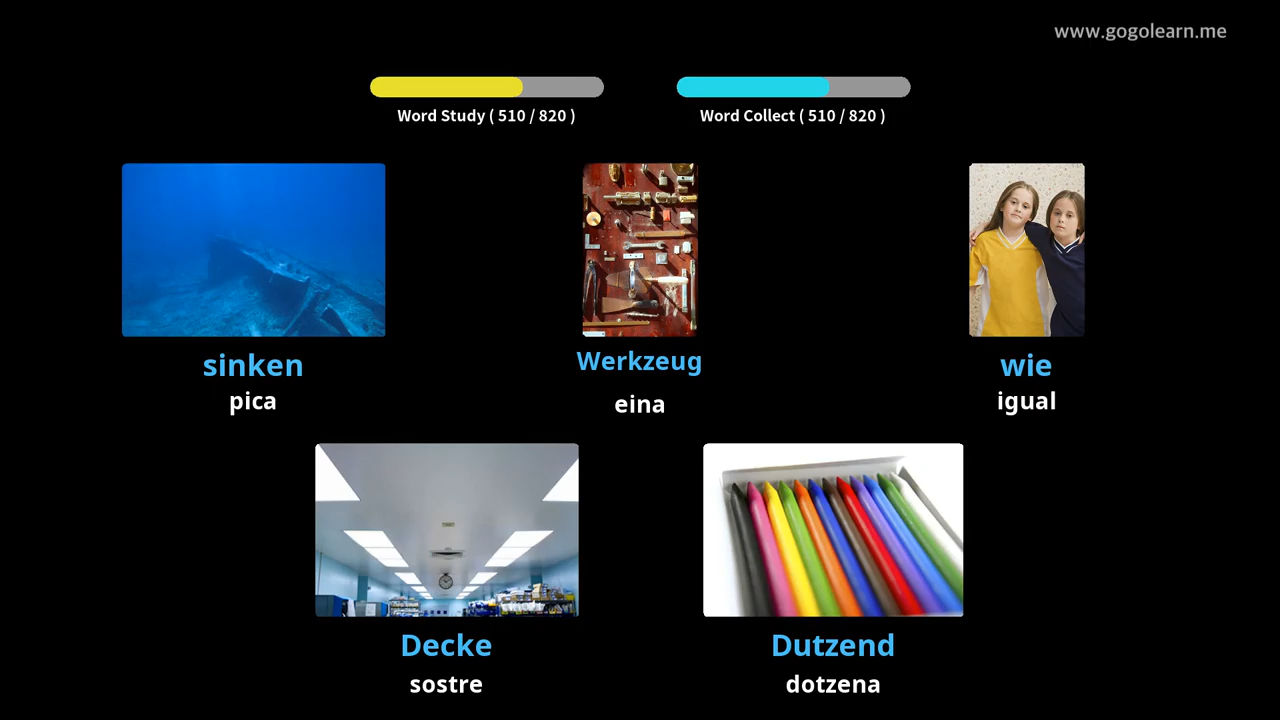 www.gogolearn.me
Word Study ( 510 / 820 )
Word Collect ( 510 / 820 )
sinken
pica
Werkzeug
eina
wie
igual
Decke
sostre
Dutzend
dotzena